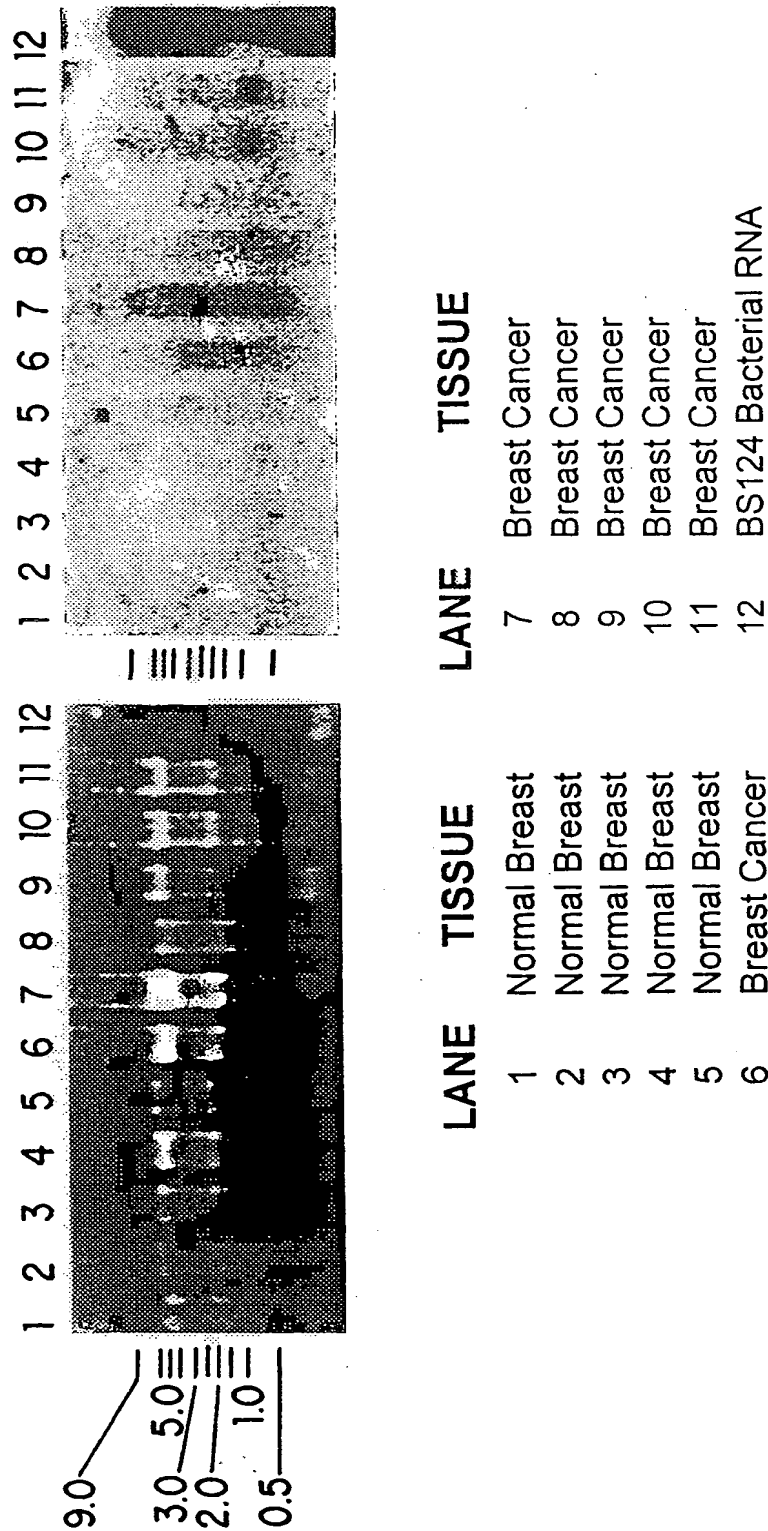 1 2 3 4 5 6 7 8 9 10 11 12
1 2 3 4 5 6 7 8 9 10 11 12
9.0
5.0
3.0
2.0
1.0
0.5
LANE TISSUE LANE TISSUE
1 Normal Breast 7 Breast Cancer
2 Normal Breast 8 Breast Cancer
3 Normal Breast 9 Breast Cancer
4 Normal Breast 10 Breast Cancer
5 Normal Breast 11 Breast Cancer
6 Breast Cancer 12 BS124 Bacterial RNA